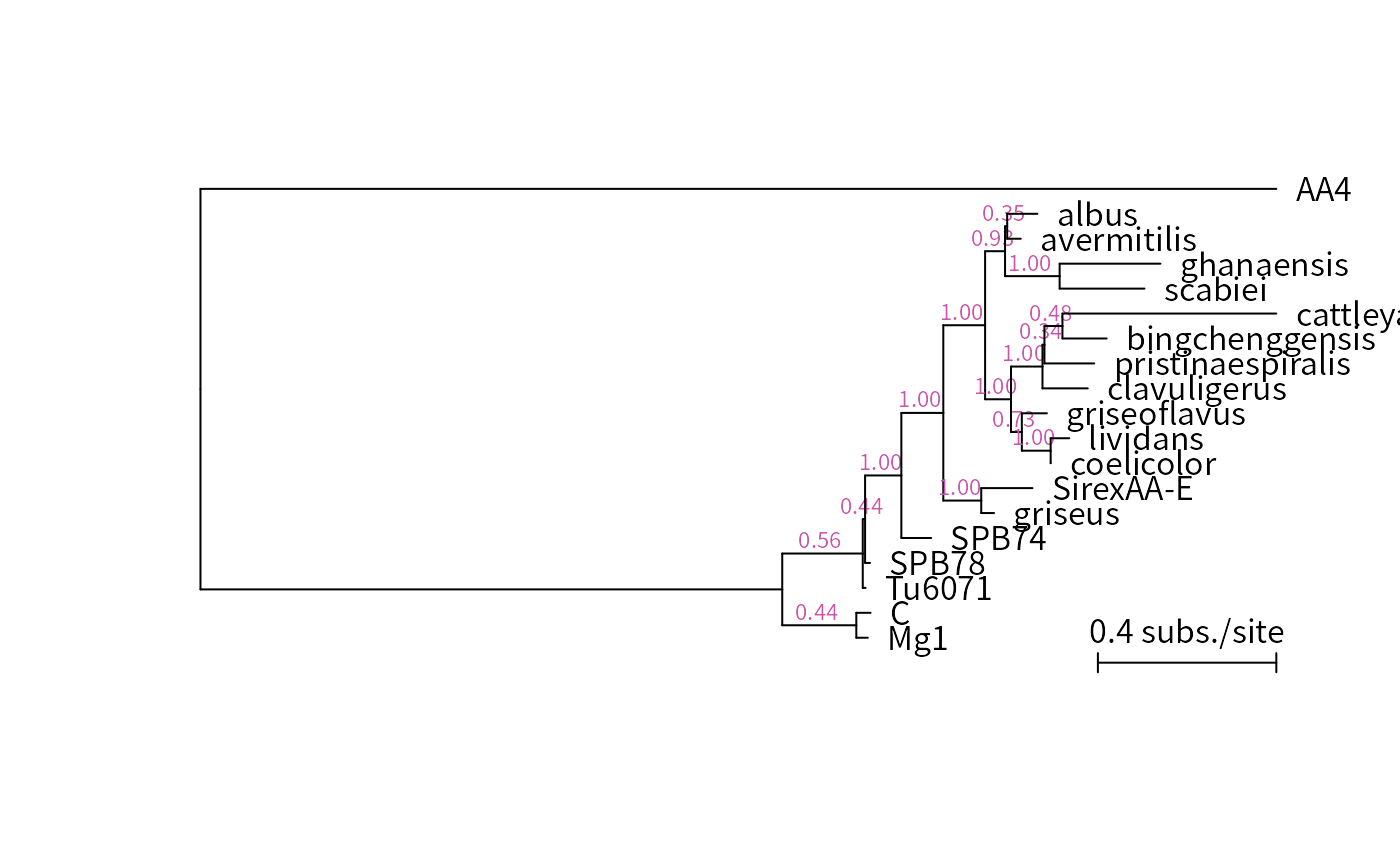 AA4
0.35 albus
0.93 avermitilis
1.00 ghanaensis
scabiei
0.48 cattleya
0.34 bingchenggensis
1.00 pristinaespiralis
1.00 clavuligerus
0.73 griseoflavus
1.00 lividans
coelicolor
1.00 SirexAA-E
griseus
1.00
1.00
1.00 SPB74
0.44 SPB78
0.56 Tu6071
0.44 C
Mg1
0.4 subs./site